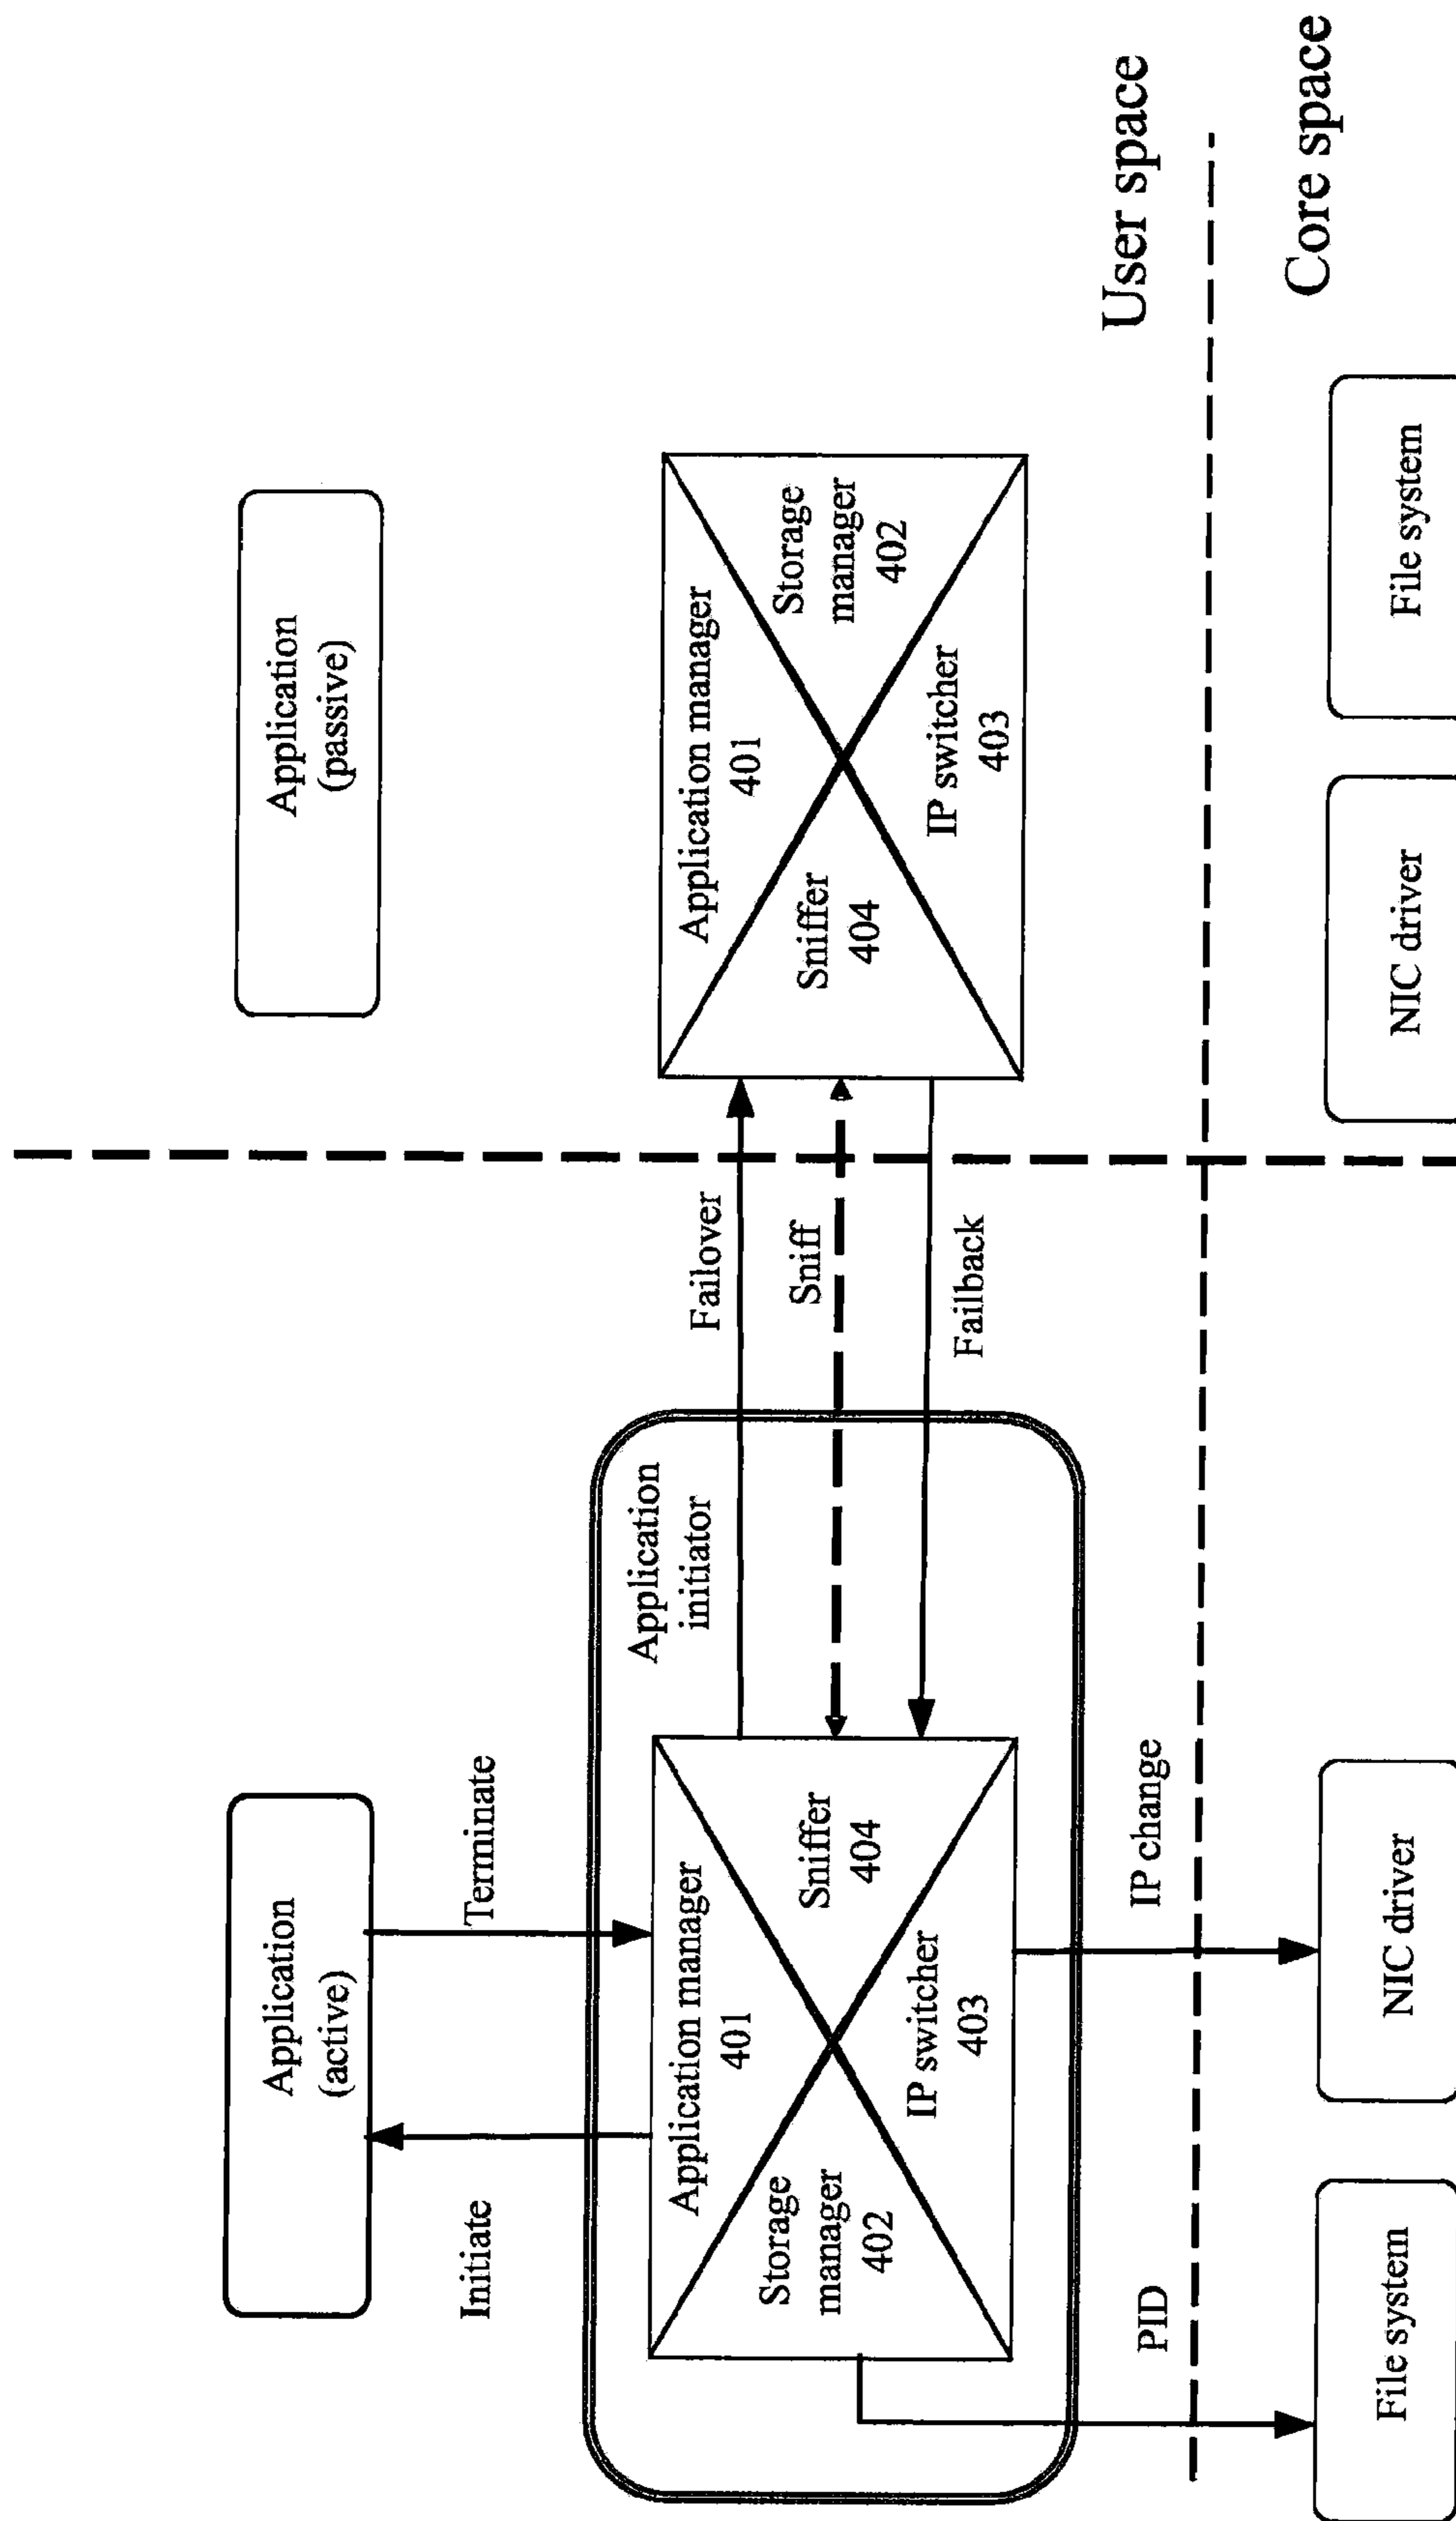 Application
(active)
Application
(passive)
Initiate
Terminate
Application
initiator
Application manager
401
Storage
manager
402
Sniffer
404
IP switcher
403
Failover
Sniff
Failback
Application manager
401
Sniffer
404
Storage
manager
402
IP switcher
403
PID
IP change
User space
Core space
File system
NIC driver
NIC driver
File system